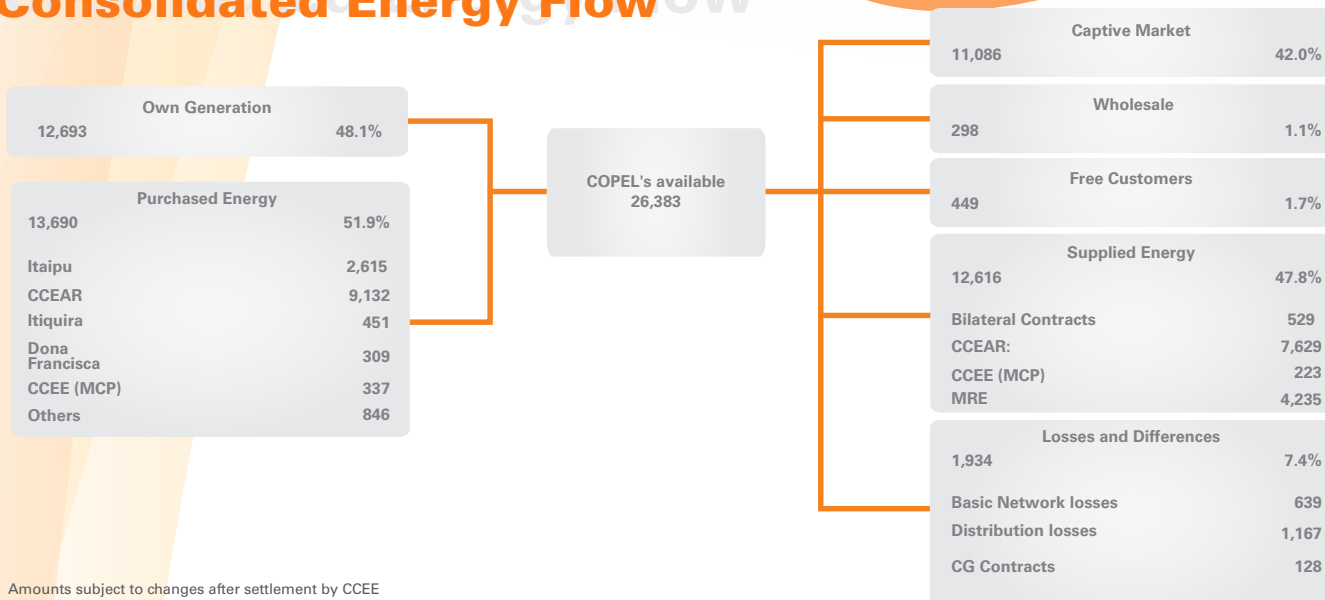 Consolidated Energy Flow
Own Generation
12,693 48.1%
Purchased Energy
13,690 51.9%
Itaipu 2,615
CCEAR 9,132
Itiquira 451
Dona
Francisca 309
CCEE (MCP) 337
Others 846
COPEL's available
26,383
Captive Market
11,086 42.0%
Wholesale
298 1.1%
Free Customers
449 1.7%
Supplied Energy
12,616 47.8%
Bilateral Contracts 529
CCEAR: 7,629
CCEE (MCP) 223
MRE 4,235
Losses and Differences
1,934 7.4%
Basic Network losses 639
Distribution losses 1,167
CG Contracts 128
Amounts subject to changes after settlement by CCEE